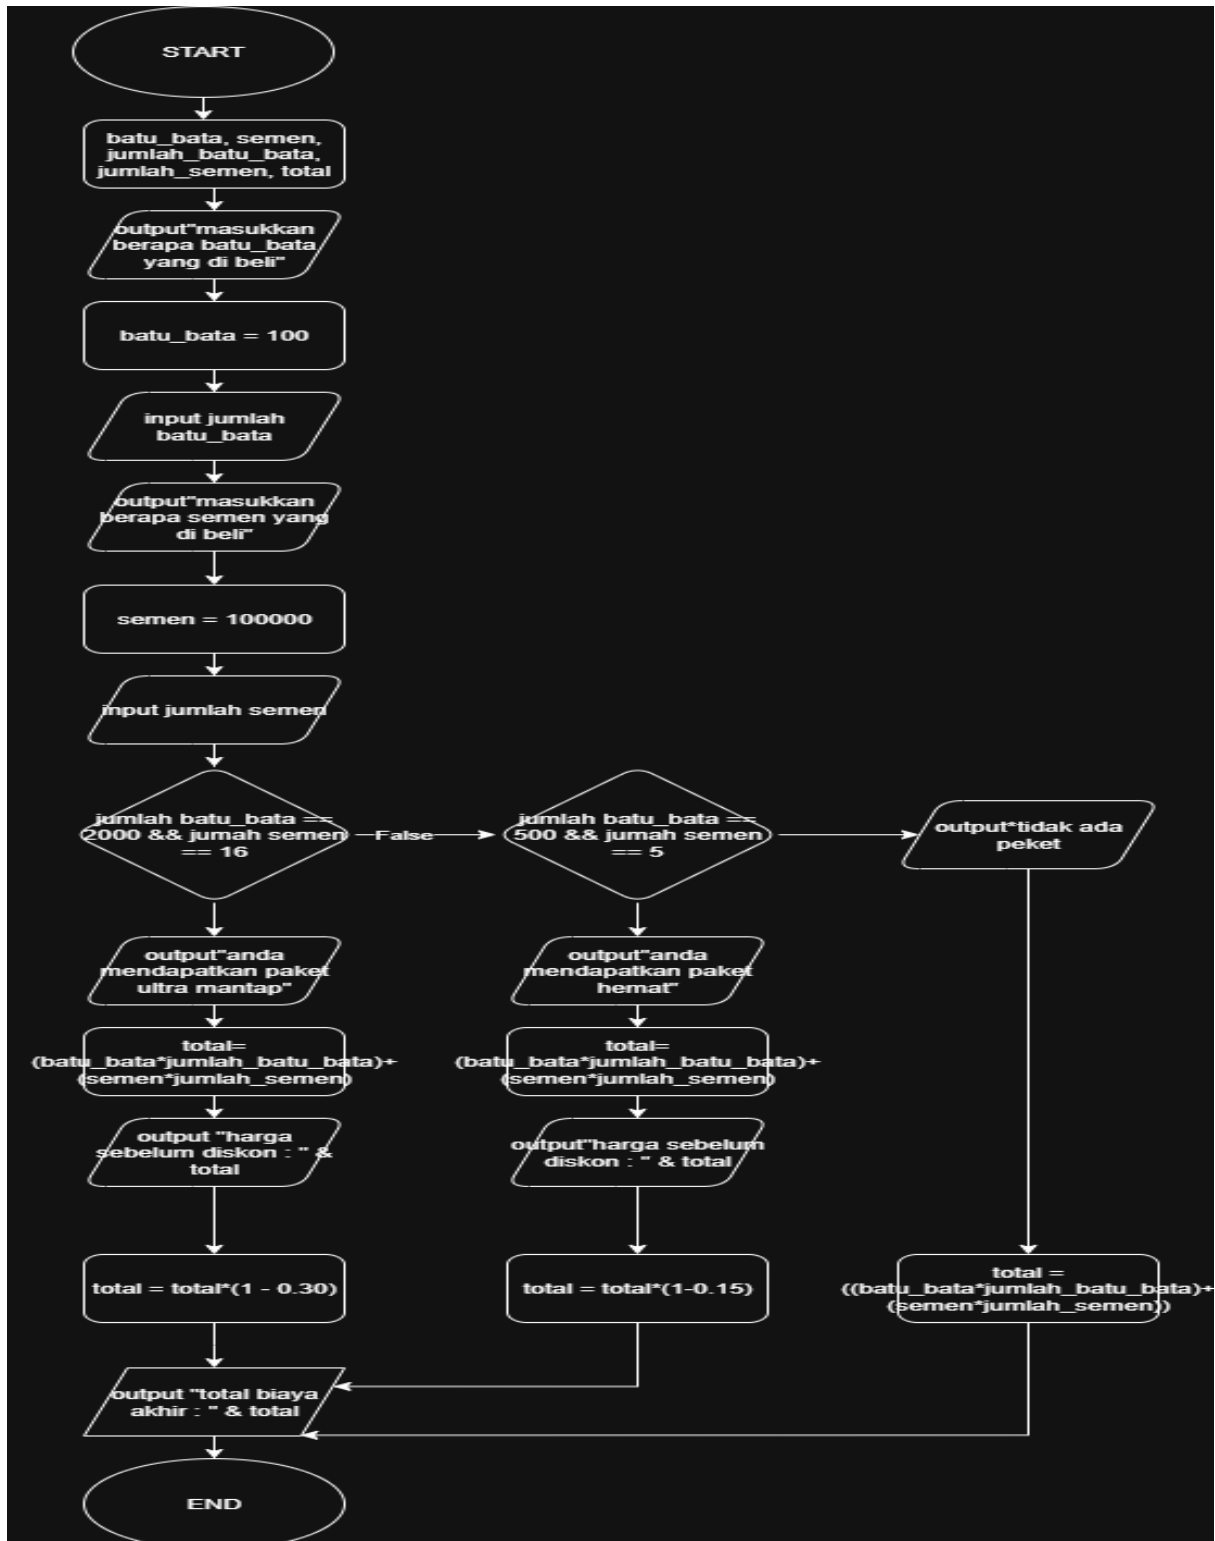 START
batu_bata, semen,
jumlah_batu_bata,
jumlah_semen, total
output"masukkan
berapa batu_bata
yang di beli"
batu_bata = 100
input jumlah
batu_bata
output"masukkan
berapa semen yang
di beli"
semen = 100000
input jumlah semen
jumlah batu_bata ==
2000 && jumah semen
== 16
False
jumlah batu_bata ==
500 && jumah semen
== 5
output*tidak ada
peket
output"anda
mendapatkan paket
ultra mantap"
output"anda
mendapatkan paket
hemat"
total=
(batu_bata*jumlah_batu_bata)+
(semen*jumlah_semen)
total=
(batu_bata*jumlah_batu_bata)+
(semen*jumlah_semen)
output "harga
sebelum diskon : " &
total
output"harga sebelum
diskon : " & total
total = total*(1 - 0.30)
total = total*(1-0.15)
total =
((batu_bata*jumlah_batu_bata)+
(semen*jumlah_semen))
output "total biaya
akhir : " & total
END